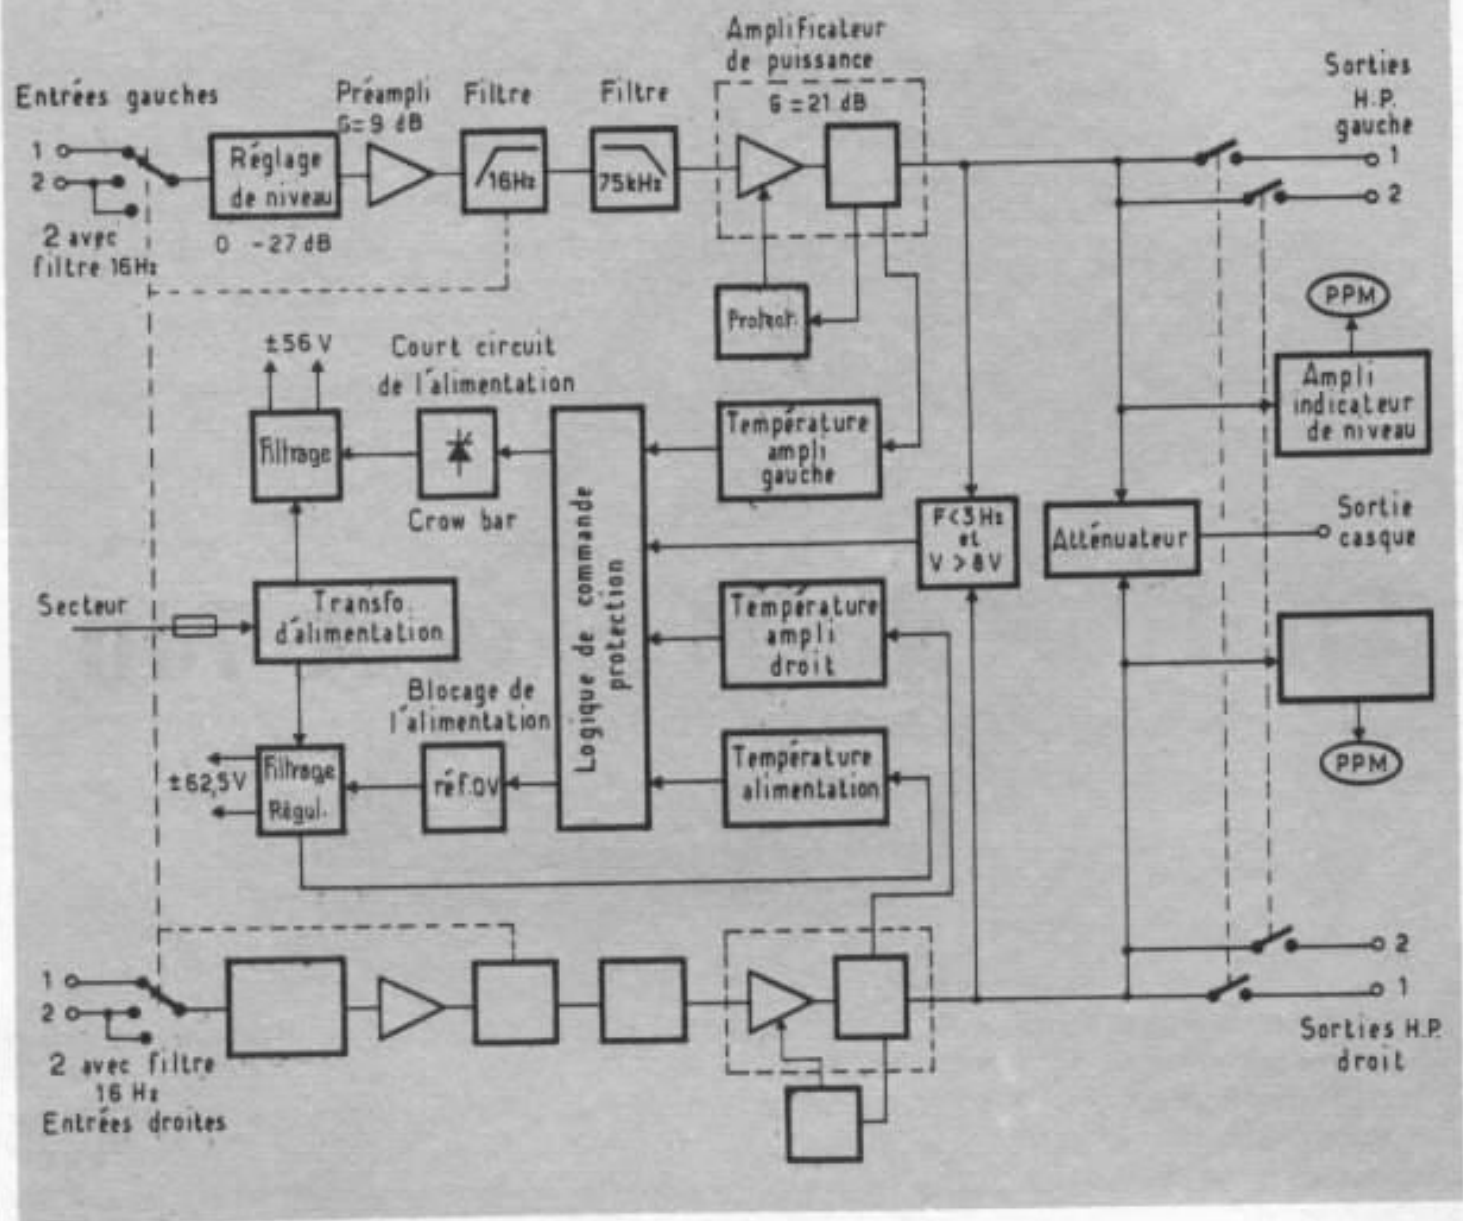 Amplificateur
de puissance
Entrées gauches
Préampli
G=9 dB
Filtre
Filtre
G=21 dB
Sorties
H.P.
gauche
1
2
Réglage
de niveau
16Hz
75kHz
1
2
2 avec
filtre 16Hz
0 -27dB
Protect.
PPM
±56V
Court circuit
de l'alimentation
Ampli
indicateur
de niveau
Filtrage
Température
ampli
gauche
Crow bar
F<3Hz
et
V>8V
Atténuateur
Sortie
casque
Secteur
Transfo.
d'alimentation
Logique de commande
protection
Température
ampli
droit
Blocage de
l'alimentation
±62,5V
Filtrage
Régul.
réf.0V
Température
alimentation
PPM
1
2
2 avec filtre
16 Hz
Entrées droites
2
1
Sorties H.P.
droit